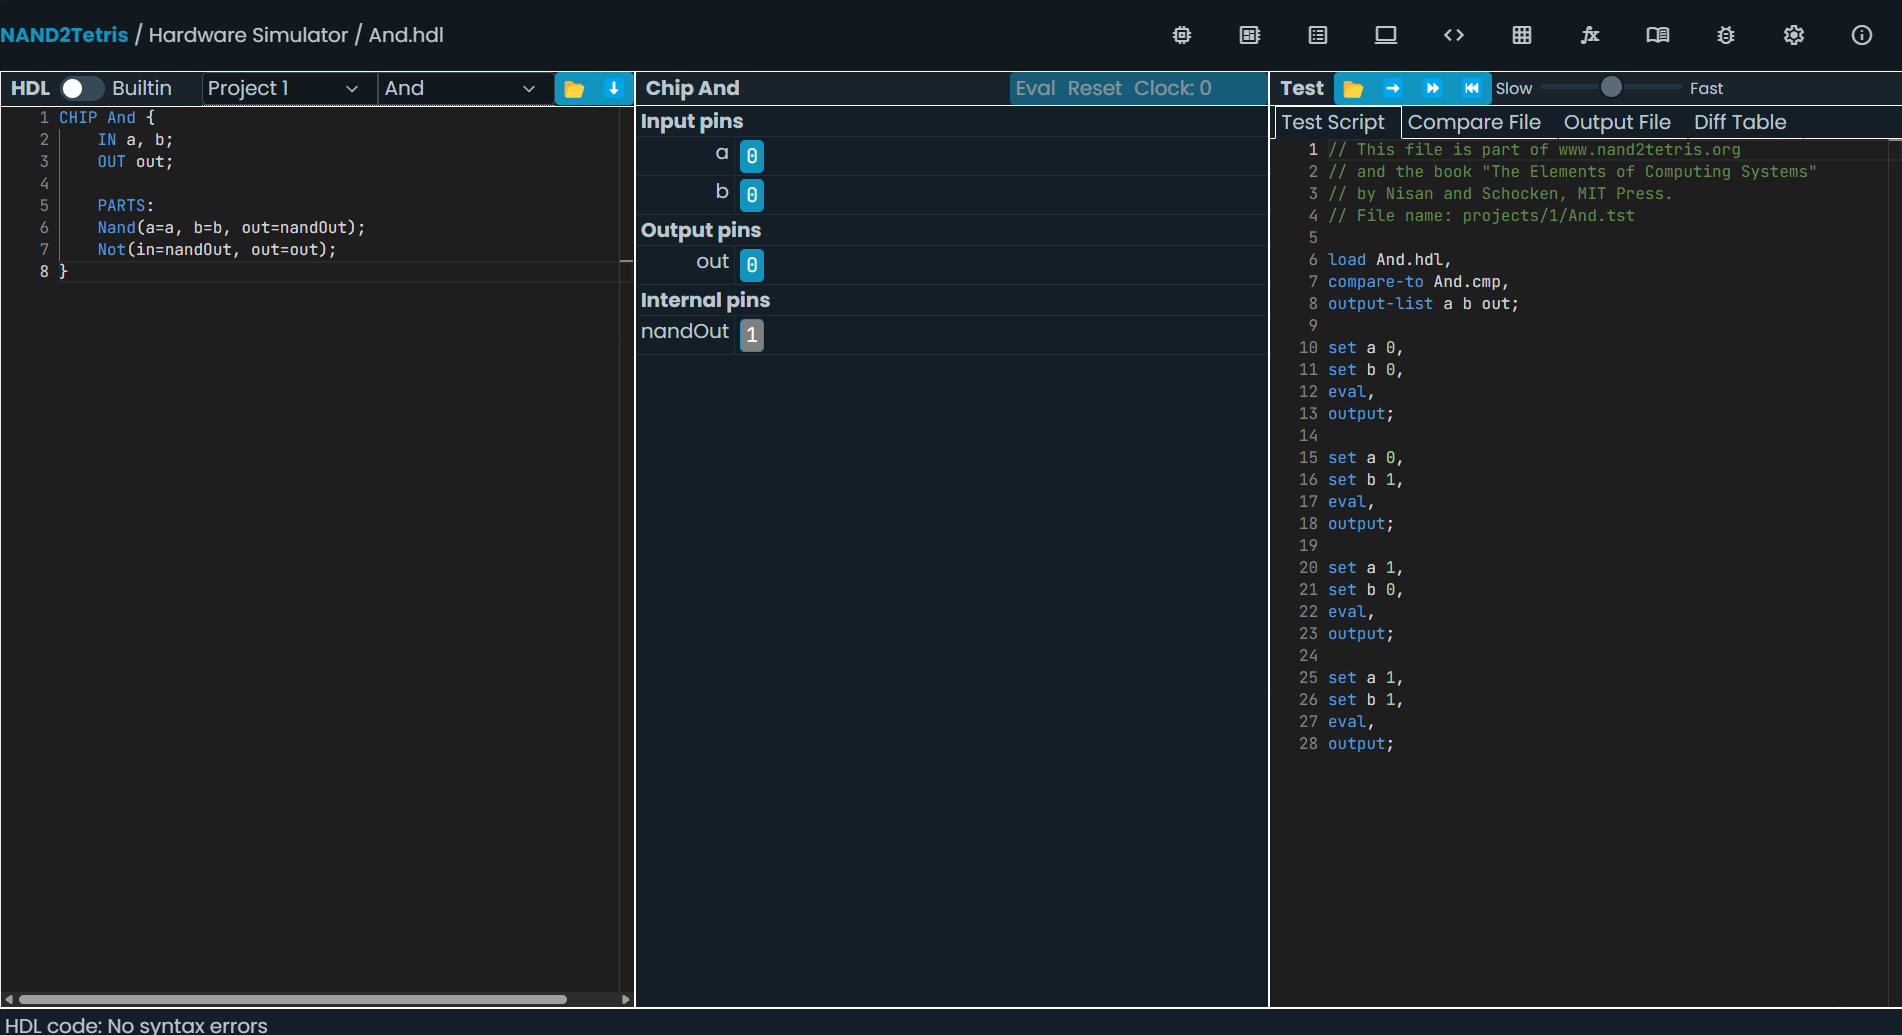 NAND2Tetris / Hardware Simulator / And.hdl
HDL Builtin Project 1 And
1 CHIP And {
2     IN a, b;
3     OUT out;
4
5     PARTS:
6     Nand(a=a, b=b, out=nandOut);
7     Not(in=nandOut, out=out);
8 }
Chip And Eval Reset Clock: 0
Input pins
a 0
b 0
Output pins
out 0
Internal pins
nandOut 1
Test Slow Fast
Test Script Compare File Output File Diff Table
1 // This file is part of www.nand2tetris.org
2 // and the book "The Elements of Computing Systems"
3 // by Nisan and Schocken, MIT Press.
4 // File name: projects/1/And.tst
5
6 load And.hdl,
7 compare-to And.cmp,
8 output-list a b out;
9
10 set a 0,
11 set b 0,
12 eval,
13 output;
14
15 set a 0,
16 set b 1,
17 eval,
18 output;
19
20 set a 1,
21 set b 0,
22 eval,
23 output;
24
25 set a 1,
26 set b 1,
27 eval,
28 output;
HDL code: No syntax errors